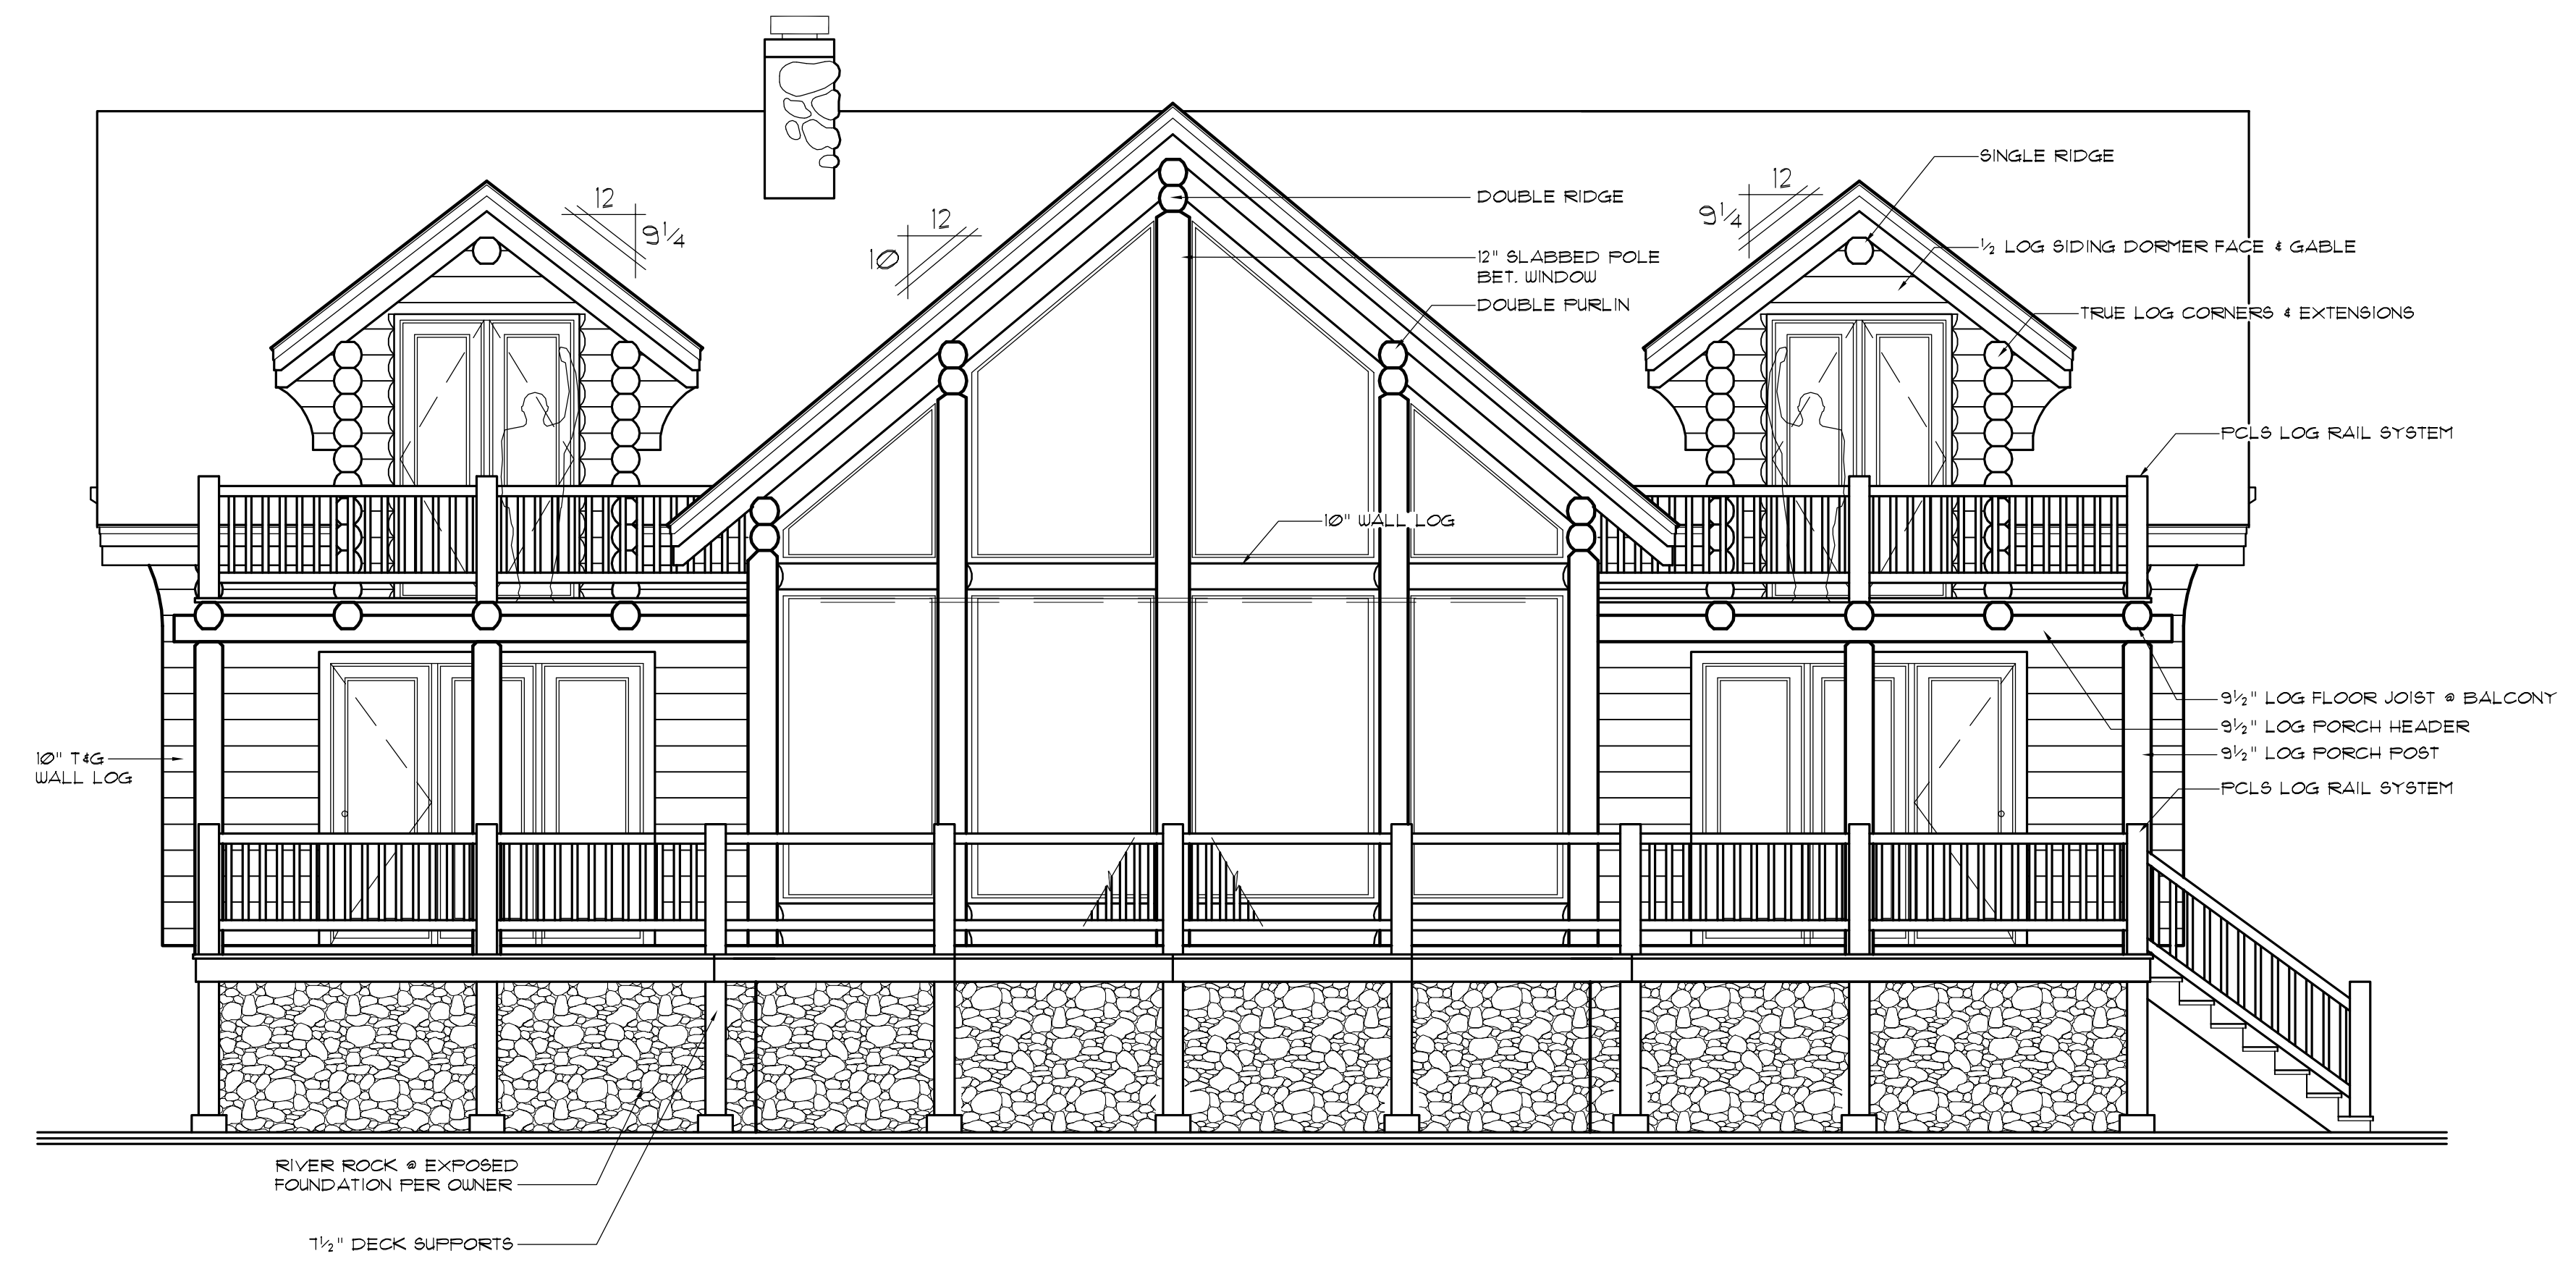 SINGLE RIDGE
12
12
DOUBLE RIDGE
9¼
12
9¼
10
½ LOG SIDING DORMER FACE & GABLE
12" SLABBED POLE
BET. WINDOW
DOUBLE PURLIN
TRUE LOG CORNERS & EXTENSIONS
PCLS LOG RAIL SYSTEM
10" WALL LOG
9½" LOG FLOOR JOIST @ BALCONY
9½" LOG PORCH HEADER
9½" LOG PORCH POST
10" T&G
WALL LOG
PCLS LOG RAIL SYSTEM
RIVER ROCK @ EXPOSED
FOUNDATION PER OWNER
7½" DECK SUPPORTS